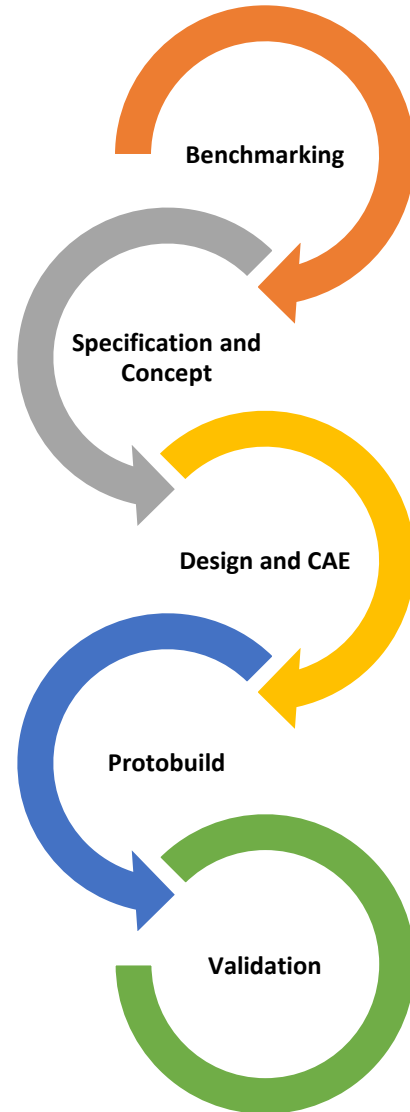 Benchmarking
Specification and
Concept
Design and CAE
Protobuild
Validation